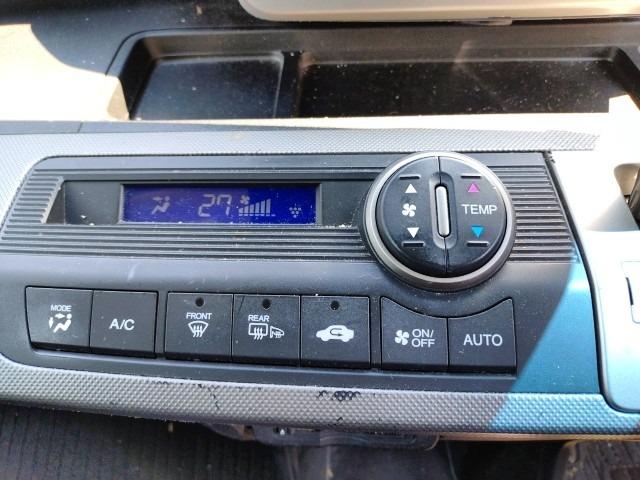 27
TEMP
MODE
A/C
FRONT
REAR
ON/
OFF
AUTO